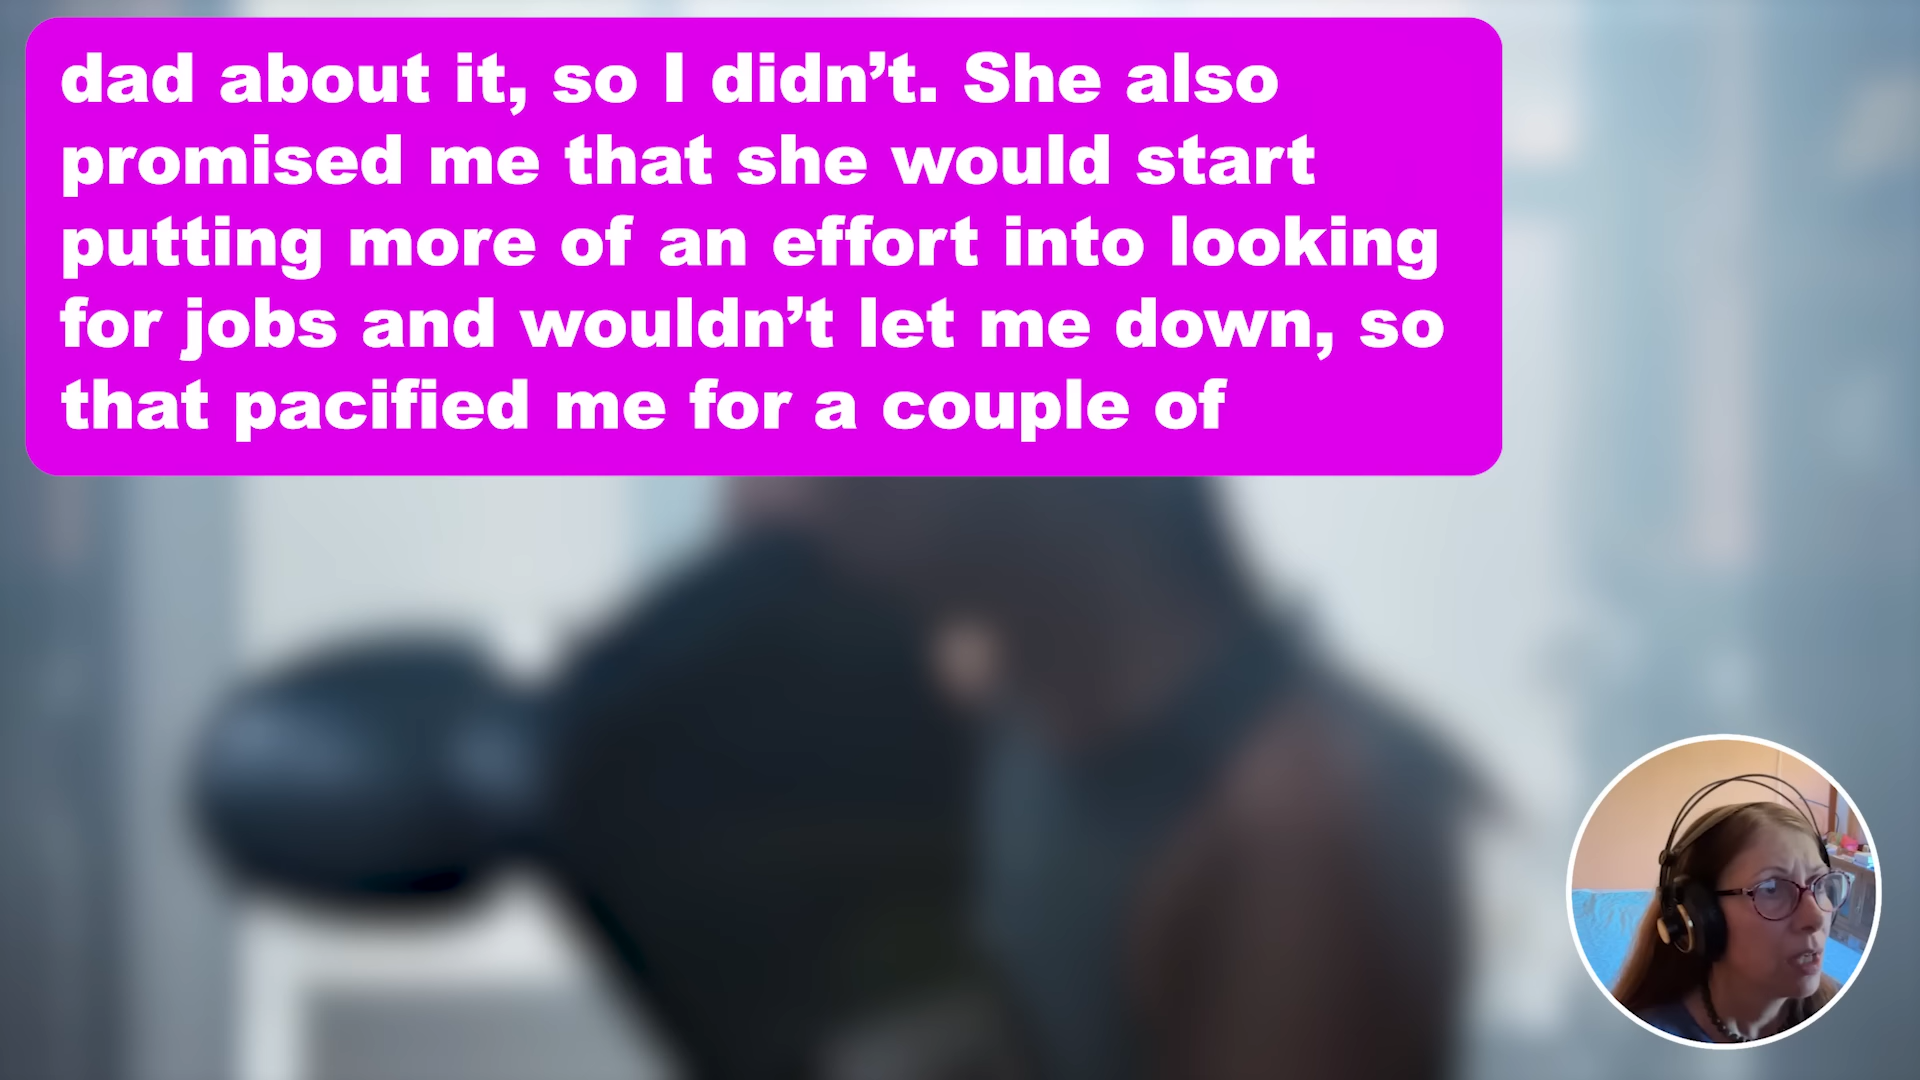 dad about it, so I didn’t. She also
promised me that she would start
putting more of an effort into looking
for jobs and wouldn’t let me down, so
that pacified me for a couple of